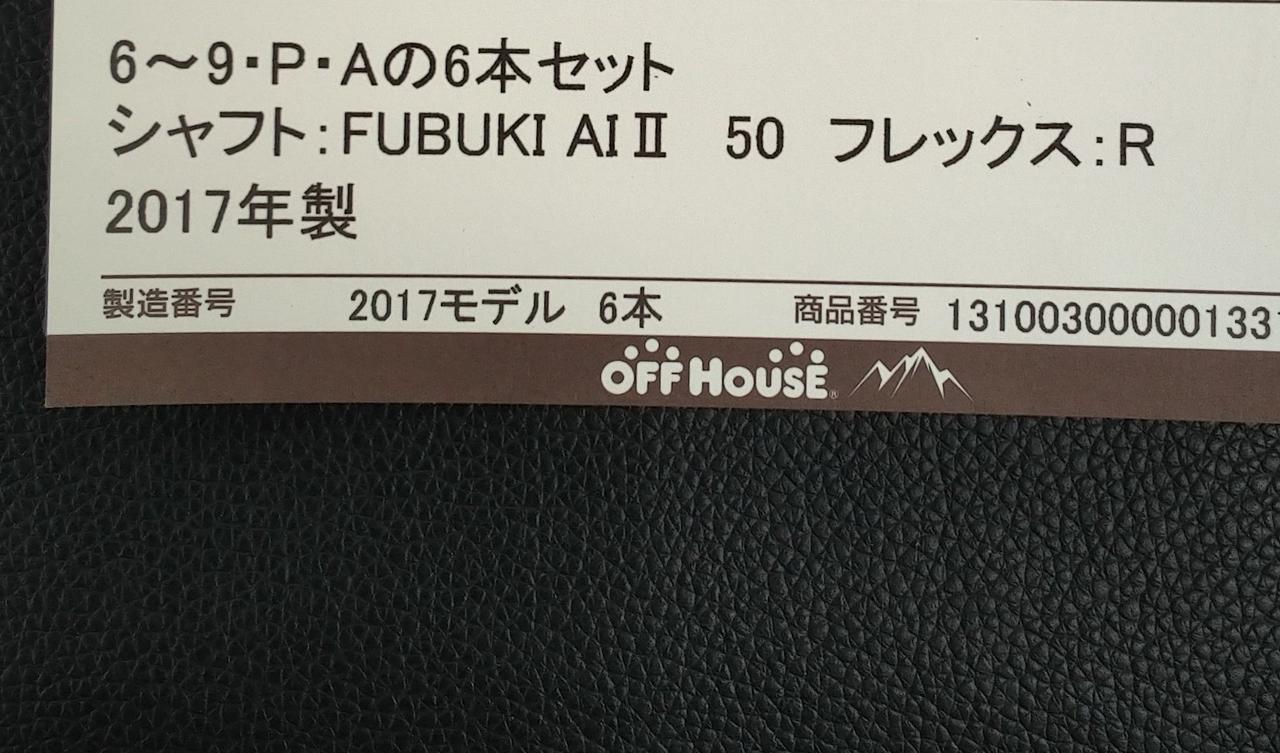 6～9・P・Aの6本セット
シャフト：FUBUKI AIⅡ　50　フレックス：R
2017年製
製造番号　2017モデル　6本　商品番号　1310030000013
OFF HOUSE®